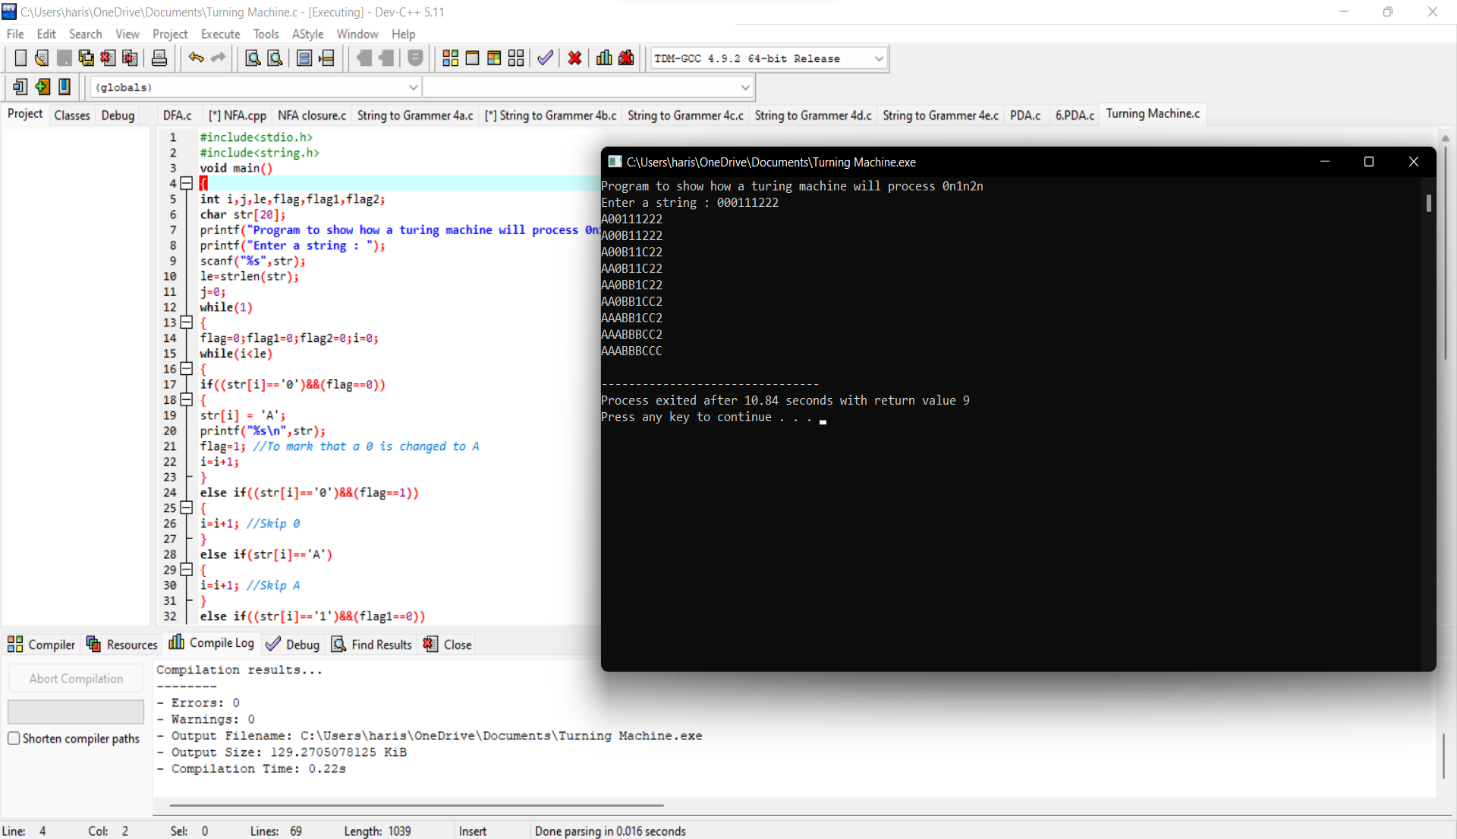 C:\Users\haris\OneDrive\Documents\Turning Machine.c - [Executing] - Dev-C++ 5.11
File Edit Search View Project Execute Tools AStyle Window Help
TDM-GCC 4.9.2 64-bit Release
(globals)
Project Classes Debug
DFA.c [*] NFA.cpp NFA closure.c String to Grammer 4a.c [*] String to Grammer 4b.c String to Grammer 4c.c String to Grammer 4d.c String to Grammer 4e.c PDA.c 6.PDA.c Turning Machine.c
1 #include<stdio.h>
2 #include<string.h>
3 void main()
4 {
5 int i,j,le,flag,flag1,flag2;
6 char str[20];
7 printf("Program to show how a turing machine will process 0n
8 printf("Enter a string : ");
9 scanf("%s",str);
10 le=strlen(str);
11 j=0;
12 while(1)
13 {
14 flag=0;flag1=0;flag2=0;i=0;
15 while(i<le)
16 {
17 if((str[i]=='0')&&(flag==0))
18 {
19 str[i] = 'A';
20 printf("%s\n",str);
21 flag=1; //To mark that a 0 is changed to A
22 i=i+1;
23 }
24 else if((str[i]=='0')&&(flag==1))
25 {
26 i=i+1; //Skip 0
27 }
28 else if(str[i]=='A')
29 {
30 i=i+1; //Skip A
31 }
32 else if((str[i]=='1')&&(flag1==0))
C:\Users\haris\OneDrive\Documents\Turning Machine.exe
Program to show how a turing machine will process 0n1n2n
Enter a string : 000111222
A00111222
A00B11222
A00B11C22
AA0B11C22
AA0BB1C22
AA0BB1CC2
AAABB1CC2
AAABBBCC2
AAABBBCCC
--------------------------------
Process exited after 10.84 seconds with return value 9
Press any key to continue . . .
Compiler Resources Compile Log Debug Find Results Close
Abort Compilation
Shorten compiler paths
Compilation results...
--------
- Errors: 0
- Warnings: 0
- Output Filename: C:\Users\haris\OneDrive\Documents\Turning Machine.exe
- Output Size: 129.2705078125 KiB
- Compilation Time: 0.22s
Line: 4 Col: 2 Sel: 0 Lines: 69 Length: 1039 Insert Done parsing in 0.016 seconds